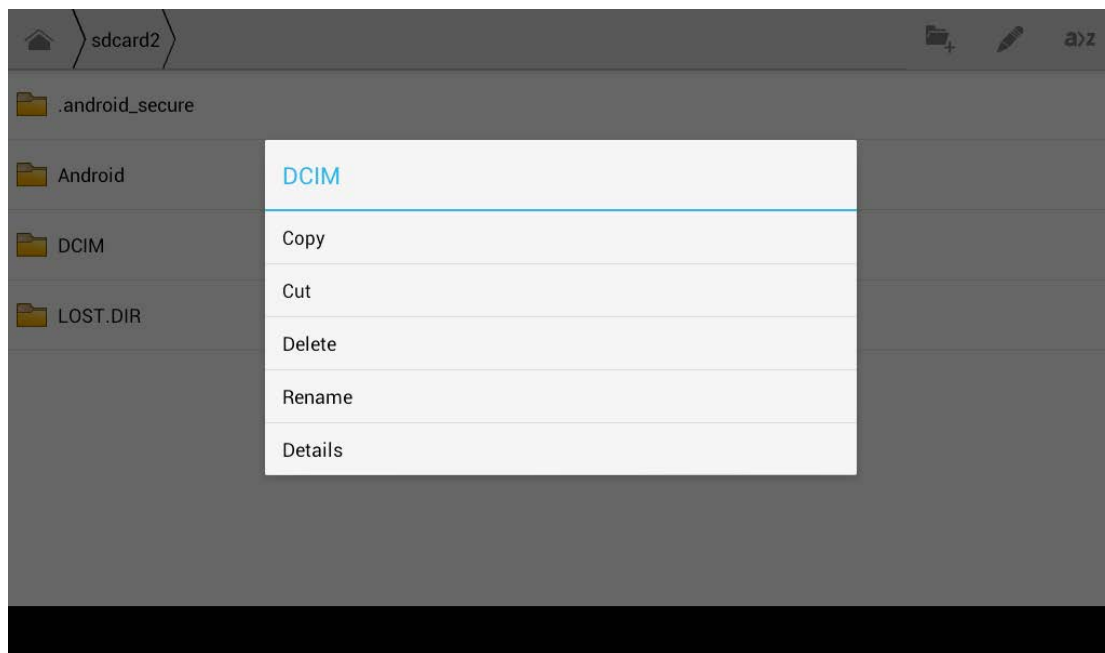 sdcard2
a>z
.android_secure
Android
DCIM
LOST.DIR
DCIM
Copy
Cut
Delete
Rename
Details